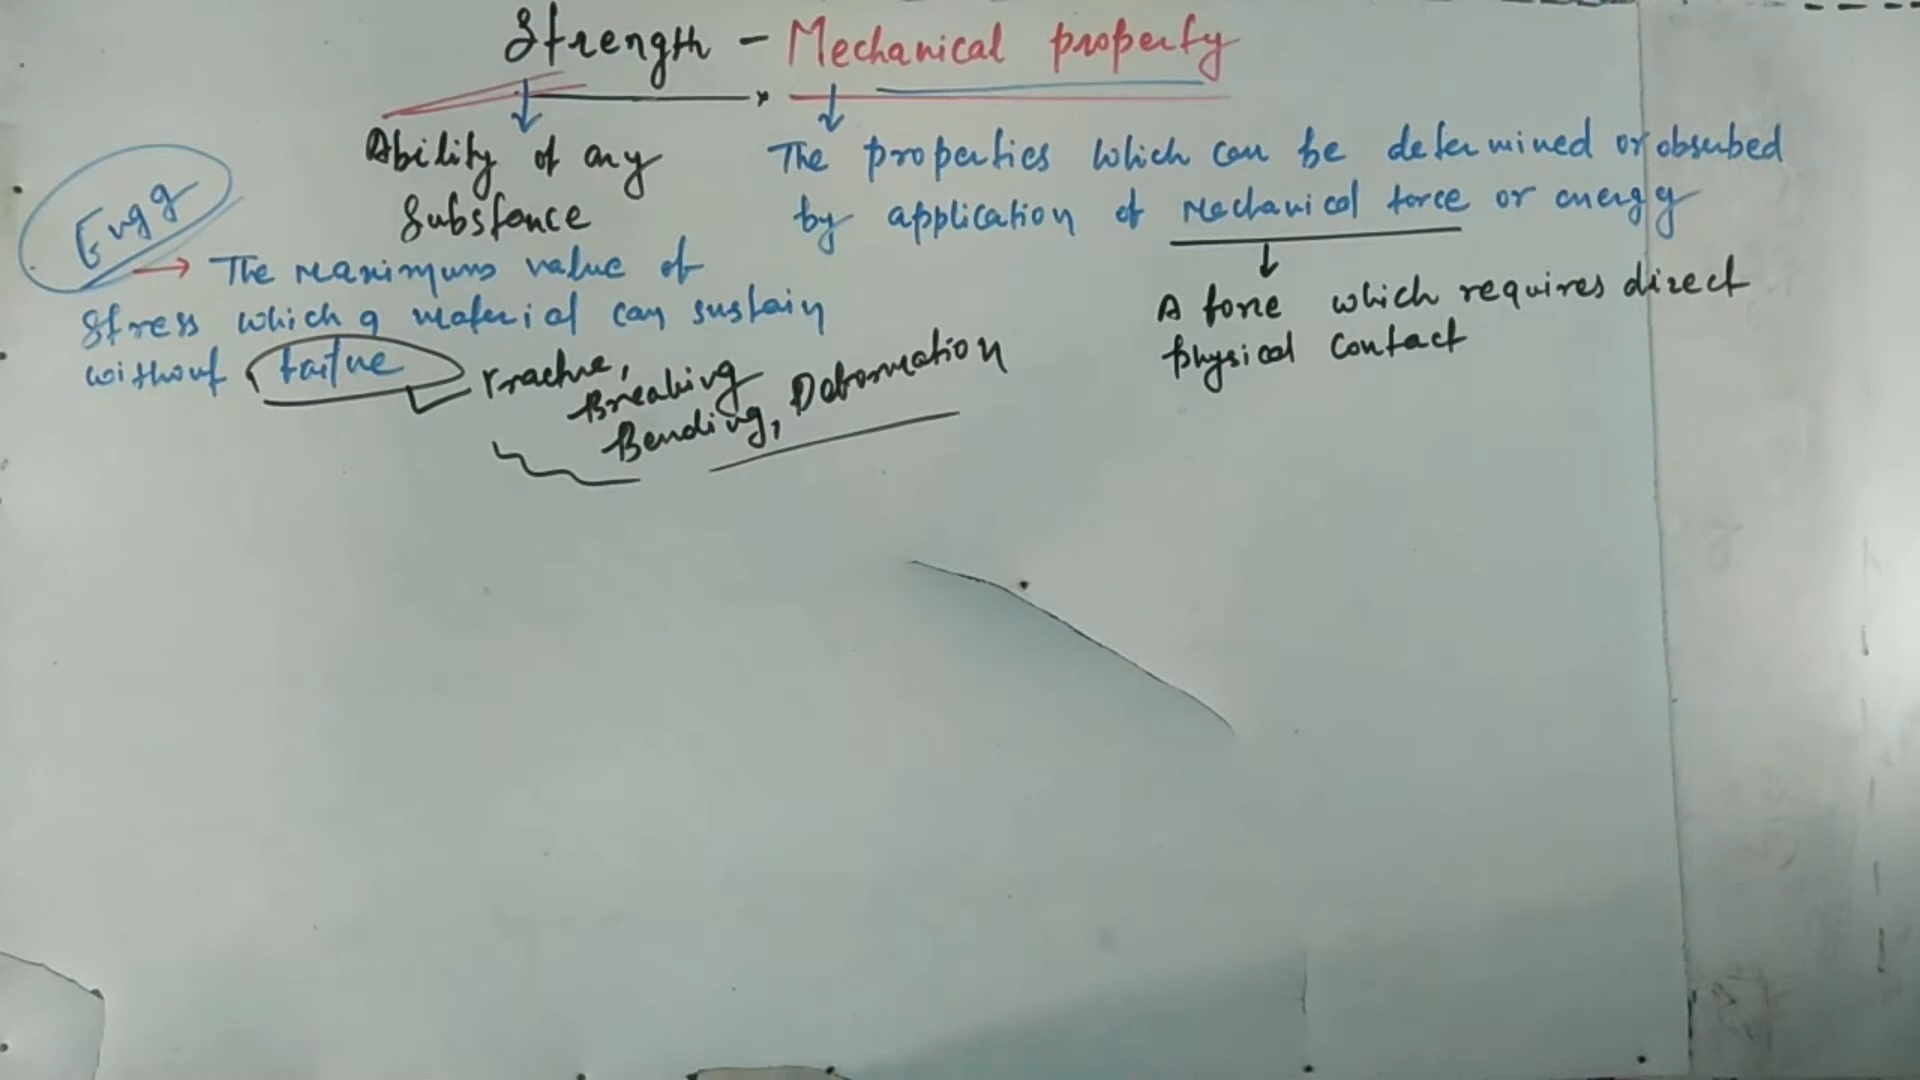 Strength - Mechanical property
Ability of any
Substance
The properties which can be determined or obsurbed
by application of Mechanical force or energy
A force which requires direct
physical contact
Engg
→ The maximum value of
Stress which a material can sustain
without failure
Fracture,
Breaking
Bending, Deformation